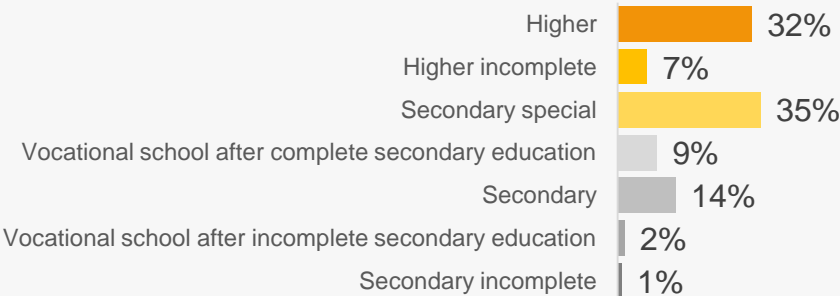 Higher 32%
Higher incomplete 7%
Secondary special 35%
Vocational school after complete secondary education 9%
Secondary 14%
Vocational school after incomplete secondary education 2%
Secondary incomplete 1%